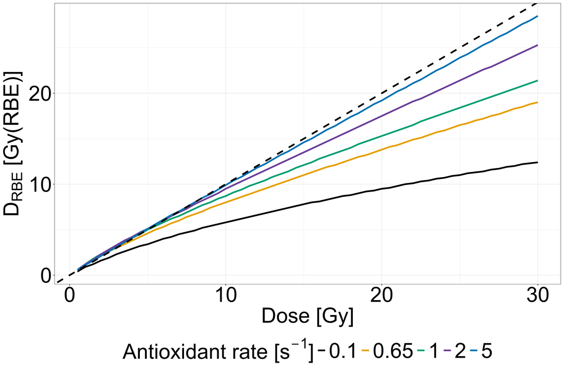 D_RBE [Gy(RBE)]
20
10
0
0 10 20 30
Dose [Gy]
Antioxidant rate [s⁻¹] 0.1 0.65 1 2 5